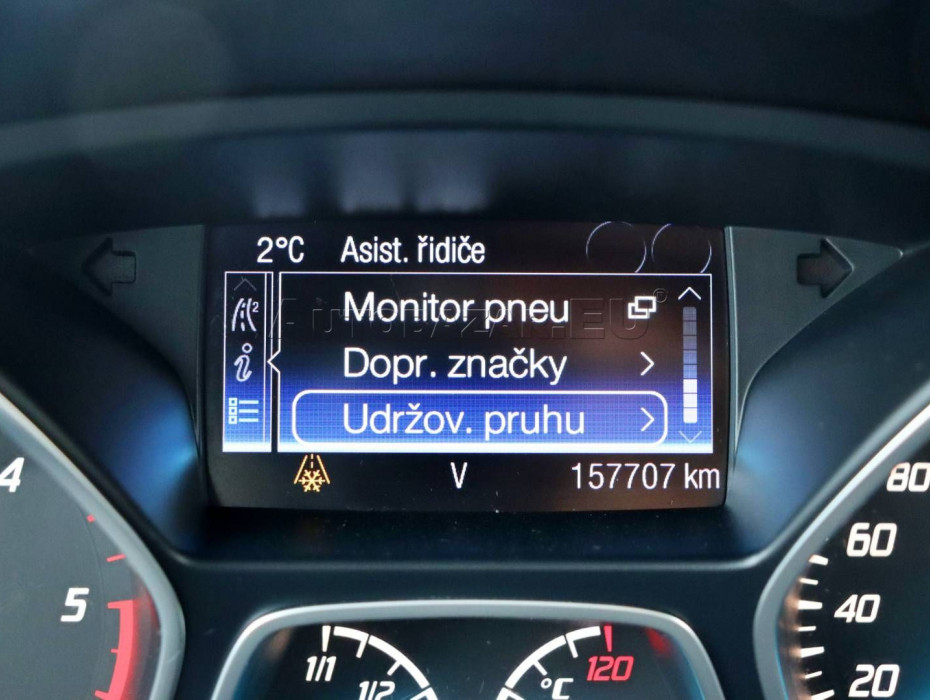 2°C Asist. řidiče
Monitor pneu
Dopr. značky
Udržov. pruhu
V 157707 km
4
5
1/1
1/2
120
°C
80
60
40
20